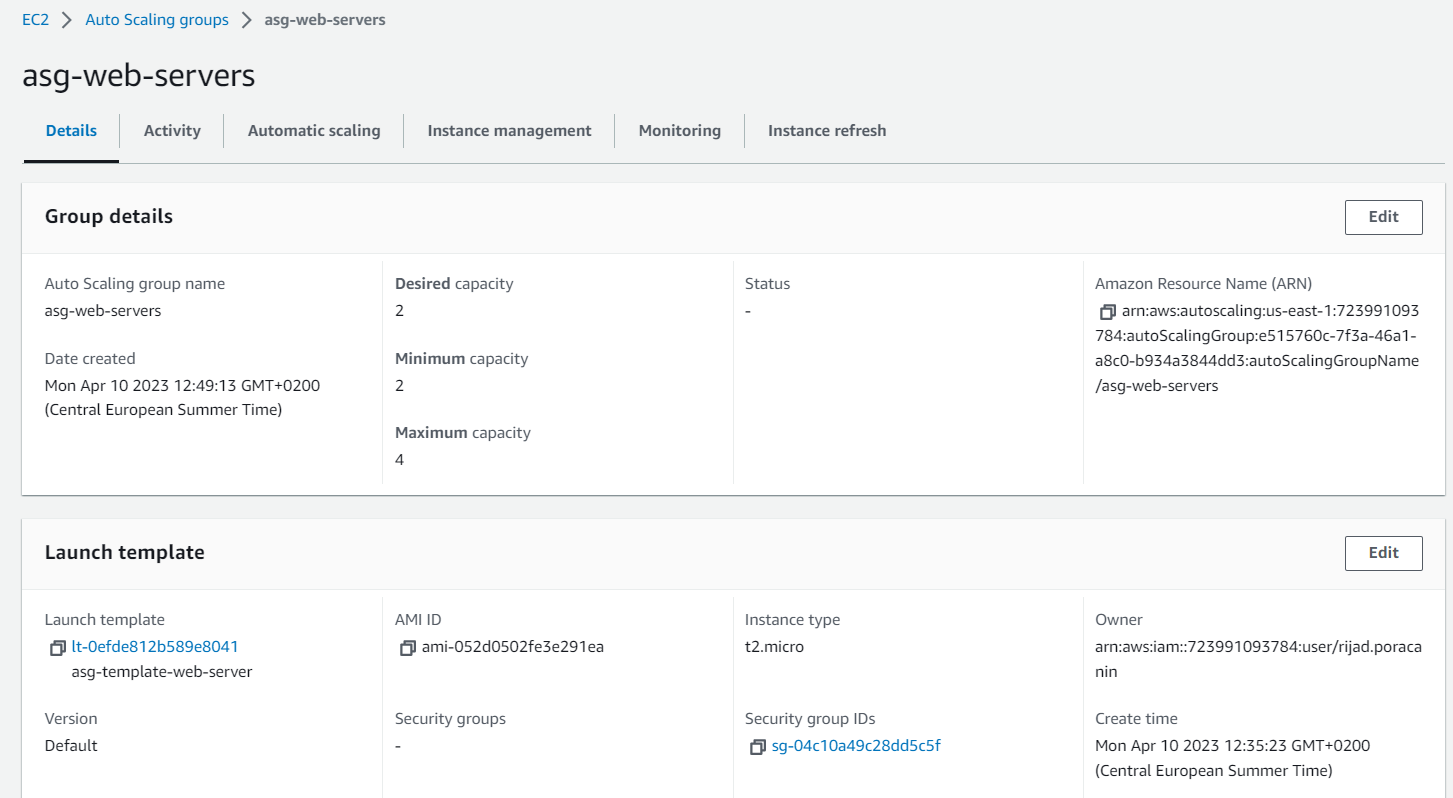 EC2 > Auto Scaling groups > asg-web-servers
asg-web-servers
Details Activity Automatic scaling Instance management Monitoring Instance refresh
Group details
Edit
Auto Scaling group name
asg-web-servers
Date created
Mon Apr 10 2023 12:49:13 GMT+0200
(Central European Summer Time)
Desired capacity
2
Minimum capacity
2
Maximum capacity
4
Status
-
Amazon Resource Name (ARN)
arn:aws:autoscaling:us-east-1:723991093
784:autoScalingGroup:e515760c-7f3a-46a1-
a8c0-b934a3844dd3:autoScalingGroupName
/asg-web-servers
Launch template
Edit
Launch template
lt-0efde812b589e8041
asg-template-web-server
Version
Default
AMI ID
ami-052d0502fe3e291ea
Security groups
-
Instance type
t2.micro
Security group IDs
sg-04c10a49c28dd5c5f
Owner
arn:aws:iam::723991093784:user/rijad.poraca
nin
Create time
Mon Apr 10 2023 12:35:23 GMT+0200
(Central European Summer Time)